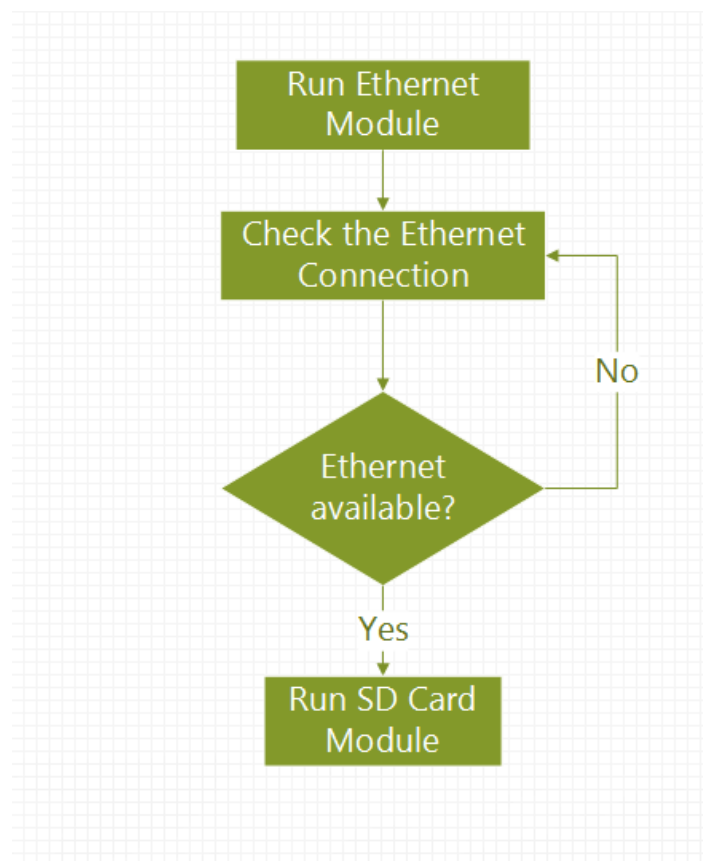 Run Ethernet
Module
Check the Ethernet
Connection
No
Ethernet
available?
Yes
Run SD Card
Module